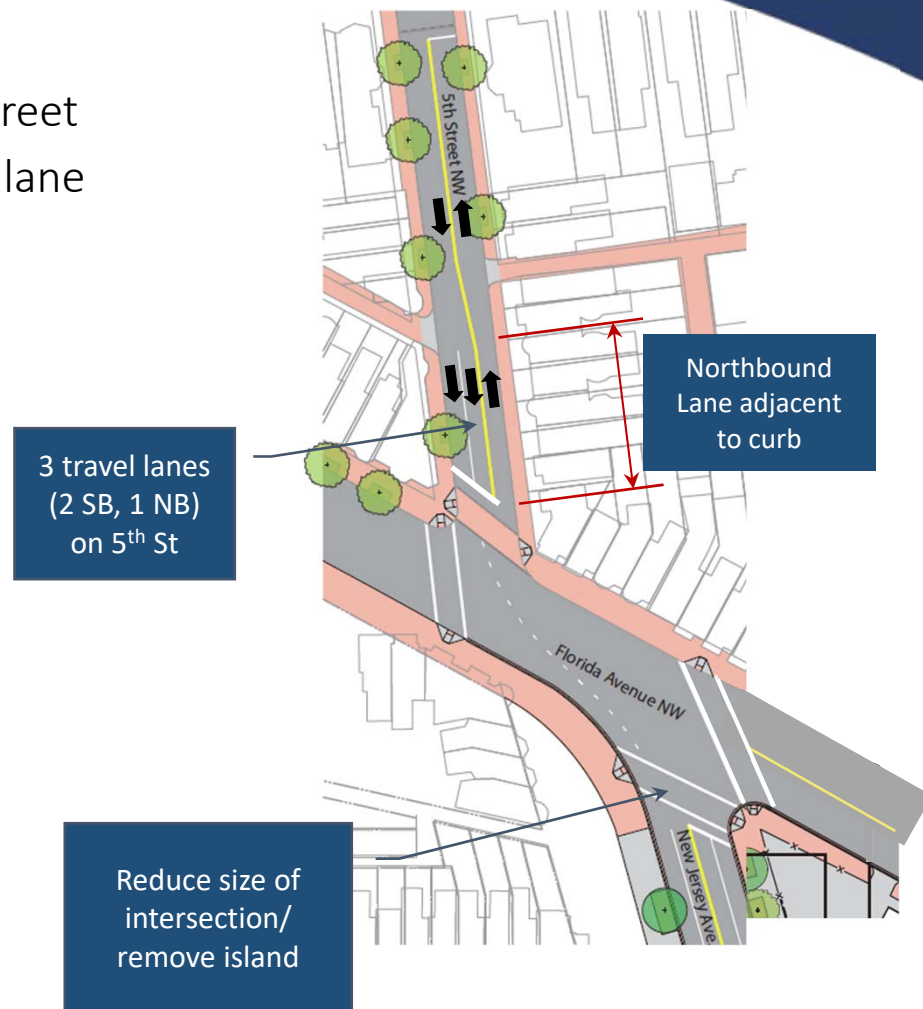 treet
lane
5th Street NW
Northbound
Lane adjacent
to curb
3 travel lanes
(2 SB, 1 NB)
on 5th St
Florida Avenue NW
Reduce size of
intersection/
remove island
New Jersey Ave